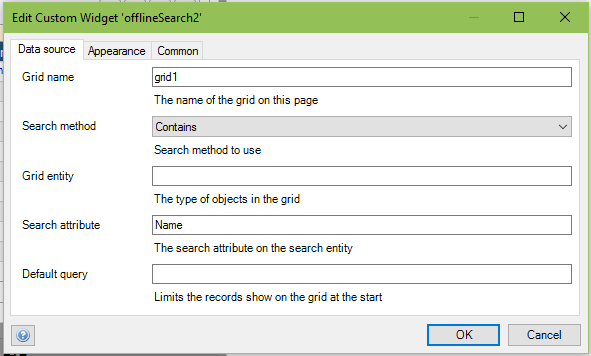 Edit Custom Widget 'offlineSearch2'
Data source Appearance Common
Grid name grid1
The name of the grid on this page
Search method Contains
Search method to use
Grid entity
The type of objects in the grid
Search attribute Name
The search attribute on the search entity
Default query
Limits the records show on the grid at the start
OK Cancel